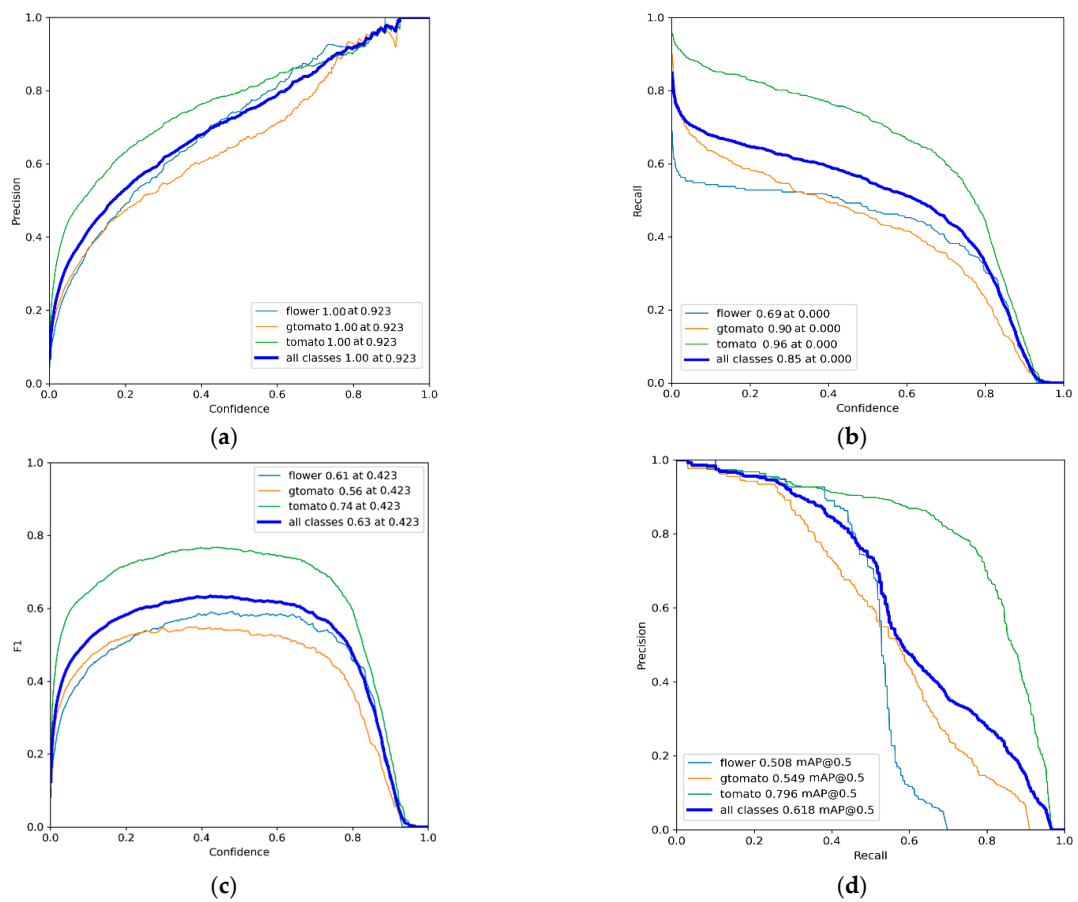 1.0
0.8
0.6
0.4
0.2
0.0
Precision
0.0 0.2 0.4 0.6 0.8 1.0
Confidence
flower 1.00 at 0.923
gtomato 1.00 at 0.923
tomato 1.00 at 0.923
all classes 1.00 at 0.923
(a)
1.0
0.8
0.6
0.4
0.2
0.0
Recall
0.0 0.2 0.4 0.6 0.8 1.0
Confidence
flower 0.69 at 0.000
gtomato 0.90 at 0.000
tomato 0.96 at 0.000
all classes 0.85 at 0.000
(b)
1.0
0.8
0.6
0.4
0.2
0.0
F1
0.0 0.2 0.4 0.6 0.8 1.0
Confidence
flower 0.61 at 0.423
gtomato 0.56 at 0.423
tomato 0.74 at 0.423
all classes 0.63 at 0.423
(c)
1.0
0.8
0.6
0.4
0.2
0.0
Precision
0.0 0.2 0.4 0.6 0.8 1.0
Recall
flower 0.508 mAP@0.5
gtomato 0.549 mAP@0.5
tomato 0.796 mAP@0.5
all classes 0.618 mAP@0.5
(d)